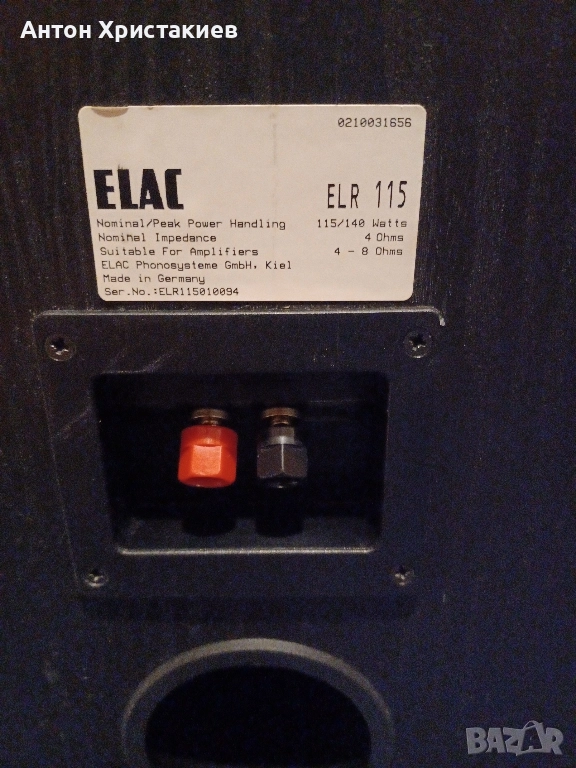 Антон Христакиев
0210031656
ELAC ELR 115
Nominal/Peak Power Handling 115/140 Watts
Nominal Impedance 4 Ohms
Suitable For Amplifiers 4 - 8 Ohms
ELAC Phonosysteme GmbH, Kiel
Made in Germany
Ser.No.:ELR115010094
BAZAR